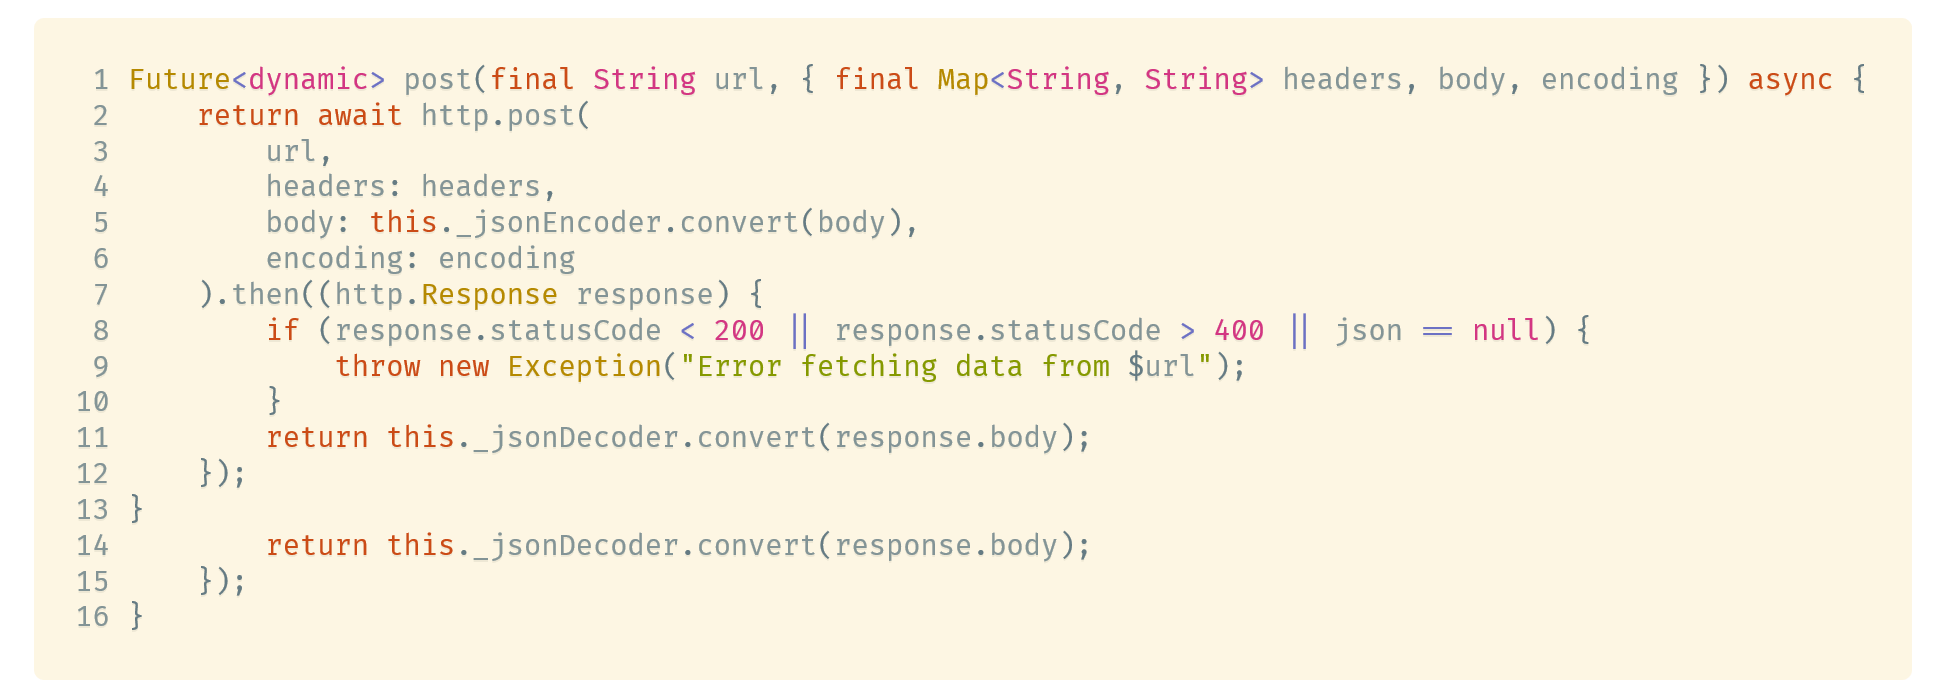 1 Future<dynamic> post(final String url, { final Map<String, String> headers, body, encoding }) async {
2     return await http.post(
3         url,
4         headers: headers,
5         body: this._jsonEncoder.convert(body),
6         encoding: encoding
7     ).then((http.Response response) {
8         if (response.statusCode < 200 || response.statusCode > 400 || json == null) {
9             throw new Exception("Error fetching data from $url");
10         }
11         return this._jsonDecoder.convert(response.body);
12     });
13 }
14         return this._jsonDecoder.convert(response.body);
15     });
16 }